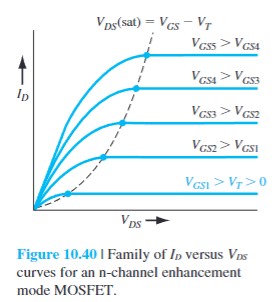 V_DS(sat) = V_GS − V_T
V_GS5 > V_GS4
V_GS4 > V_GS3
I_D
V_GS3 > V_GS2
V_GS2 > V_GS1
V_GS1 > V_T > 0
V_DS
Figure 10.40 | Family of I_D versus V_DS
curves for an n-channel enhancement
mode MOSFET.